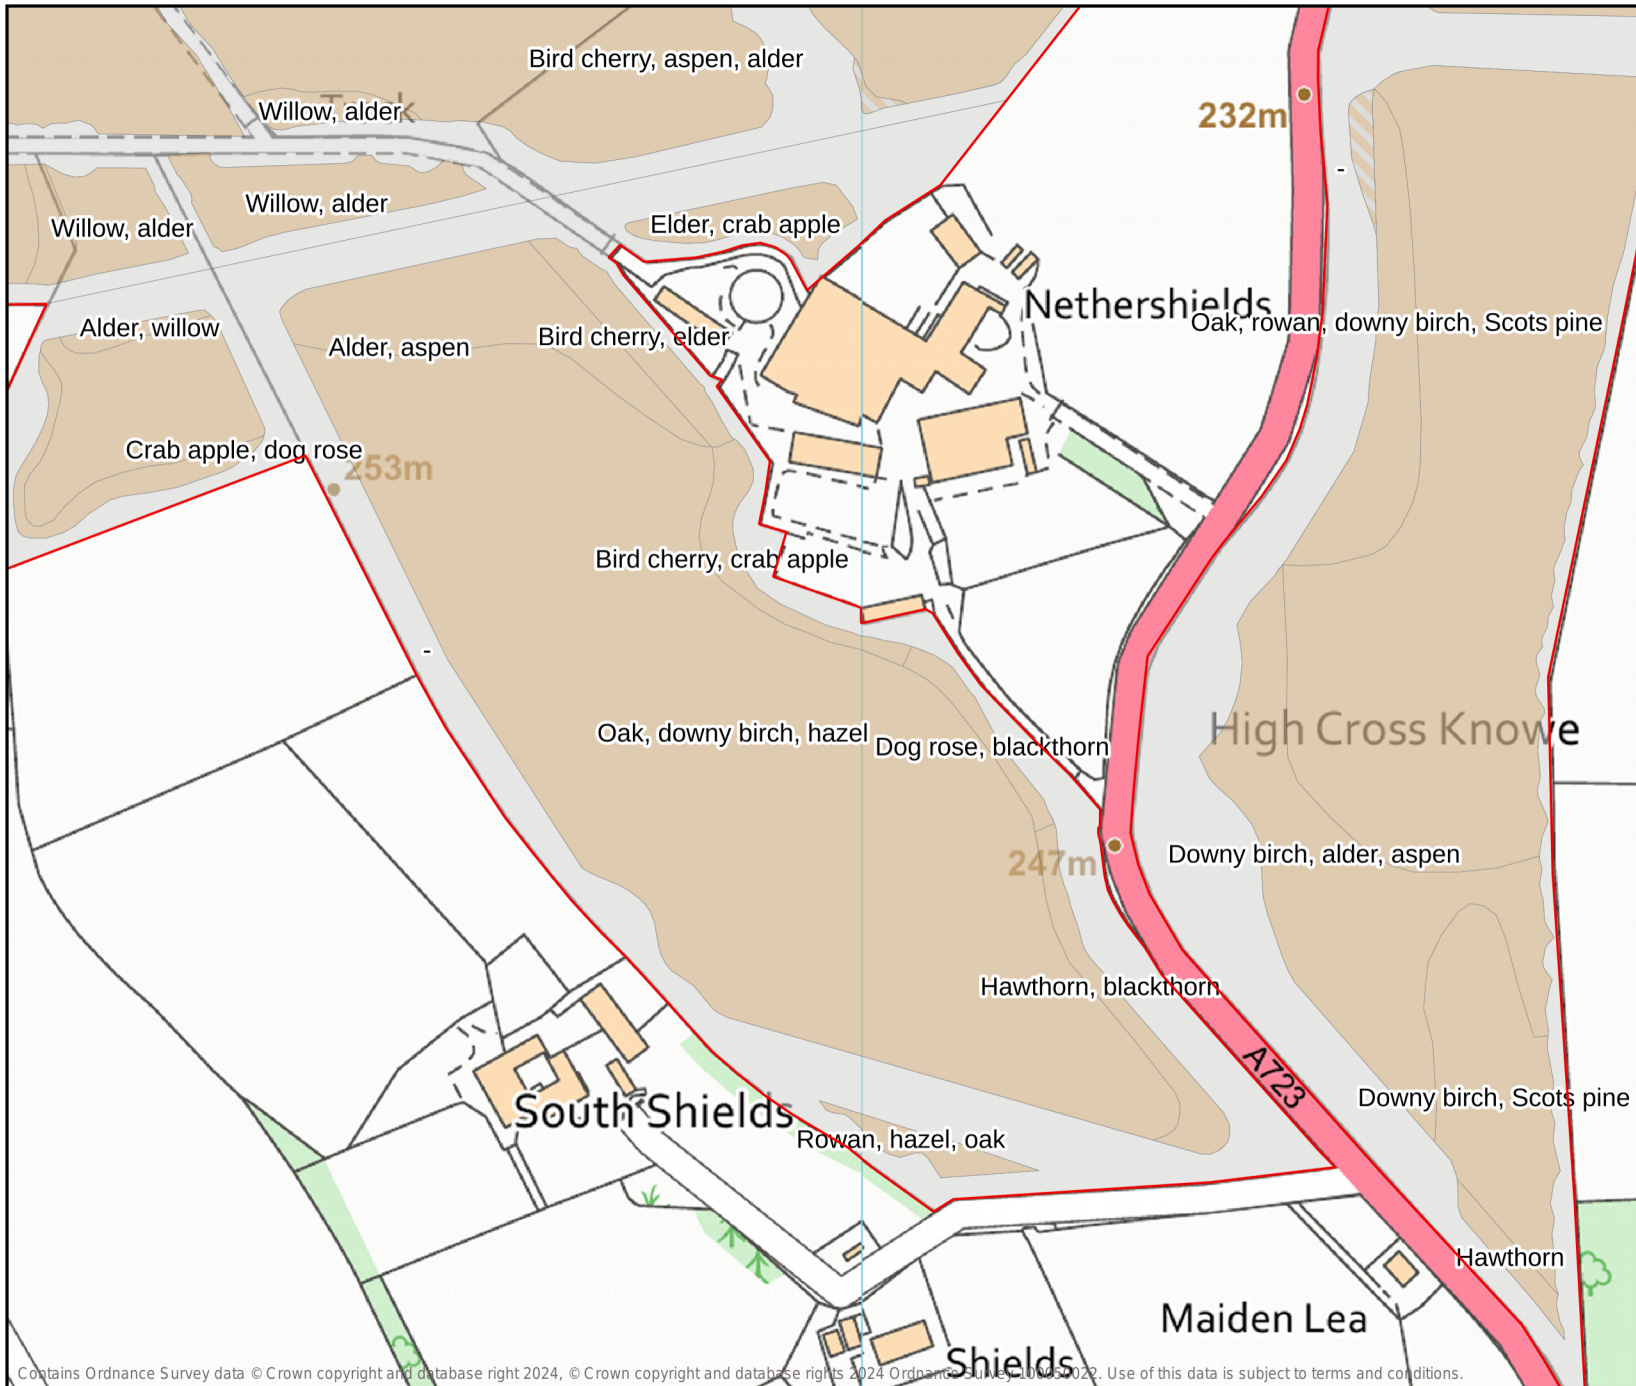 Bird cherry, aspen, alder
Track
Willow, alder
232m
-
Willow, alder
Willow, alder
Elder, crab apple
Nethershields
Oak, rowan, downy birch, Scots pine
Alder, willow
Alder, aspen
Bird cherry, elder
Crab apple, dog rose
253m
Bird cherry, crab apple
-
Oak, downy birch, hazel
Dog rose, blackthorn
High Cross Knowe
247m
Downy birch, alder, aspen
Hawthorn, blackthorn
A723
South Shields
Downy birch, Scots pine
Rowan, hazel, oak
Hawthorn
Maiden Lea
Shields
Contains Ordnance Survey data © Crown copyright and database right 2024, © Crown copyright and database rights 2024 Ordnance Survey 100050022. Use of this data is subject to terms and conditions.